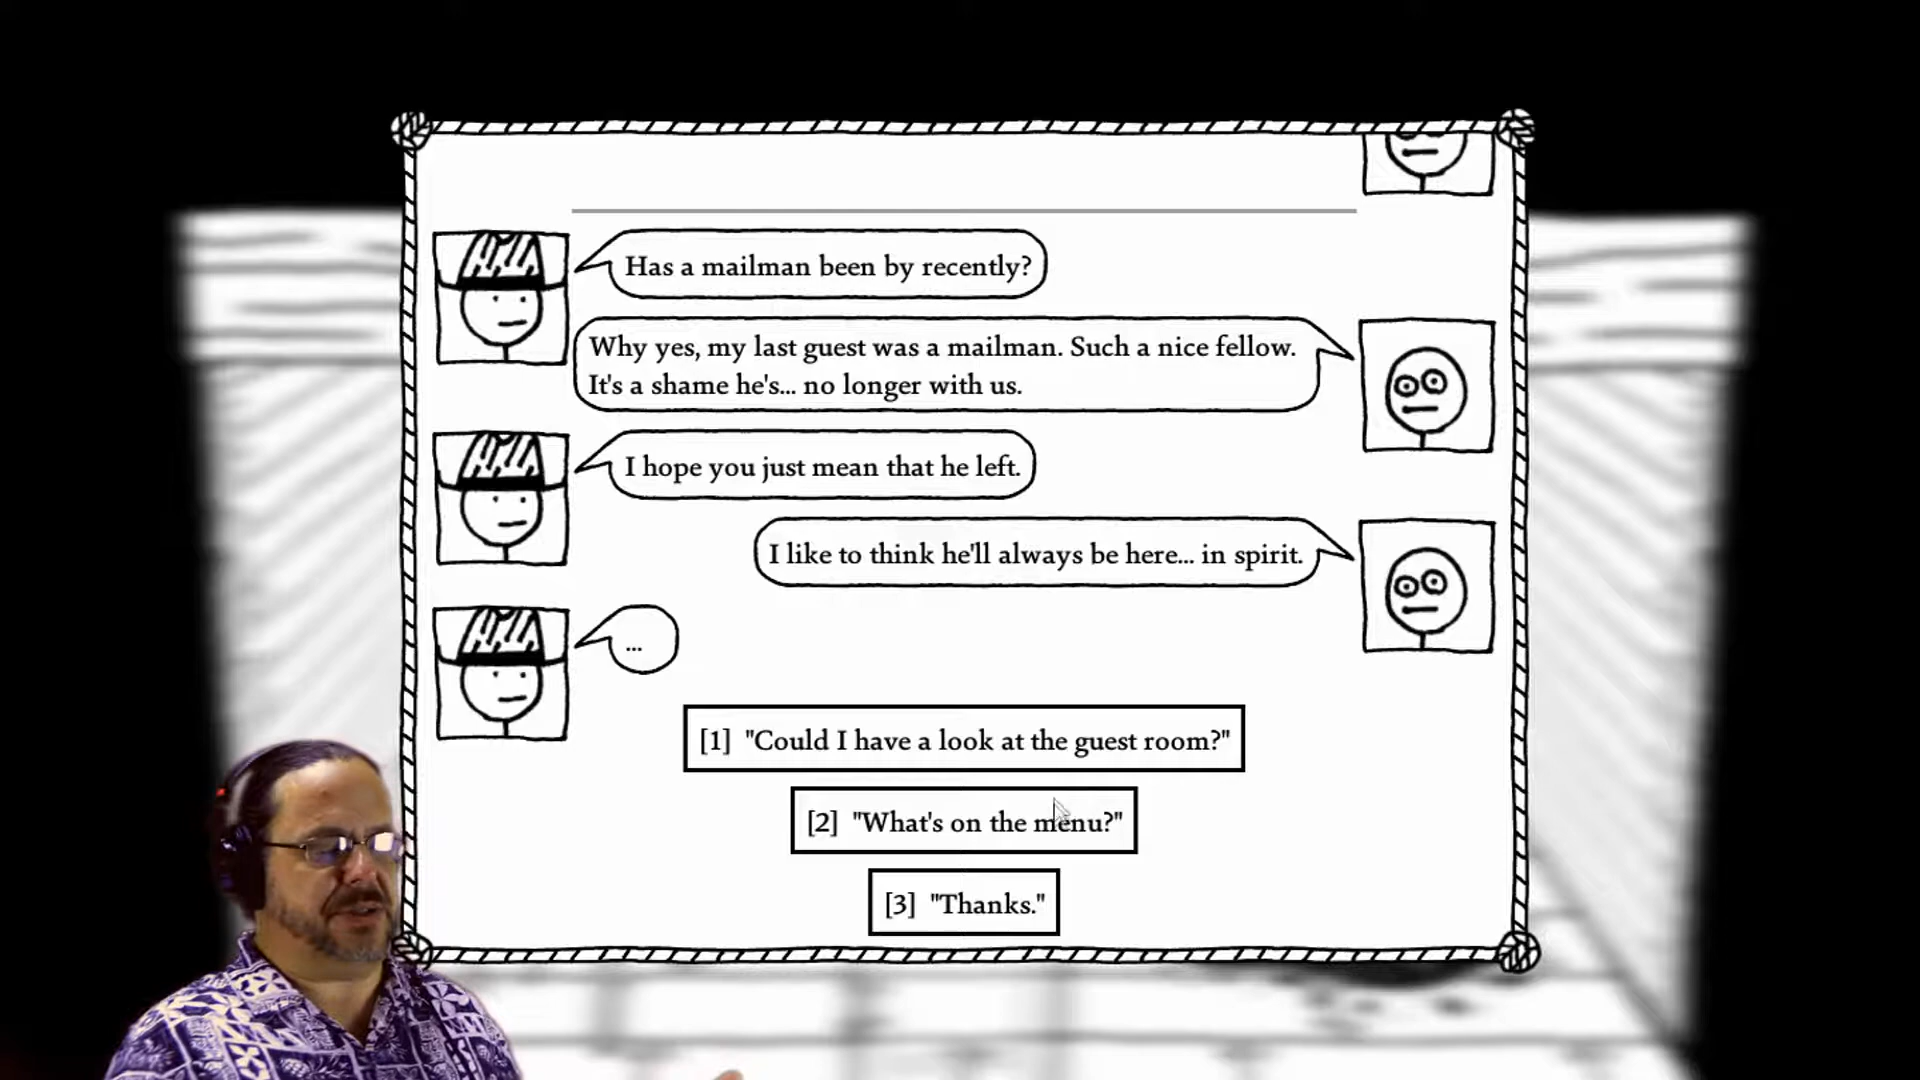 Has a mailman been by recently?
Why yes, my last guest was a mailman. Such a nice fellow.
It's a shame he's... no longer with us.
I hope you just mean that he left.
I like to think he'll always be here... in spirit.
...
[1] "Could I have a look at the guest room?"
[2] "What's on the menu?"
[3] "Thanks."